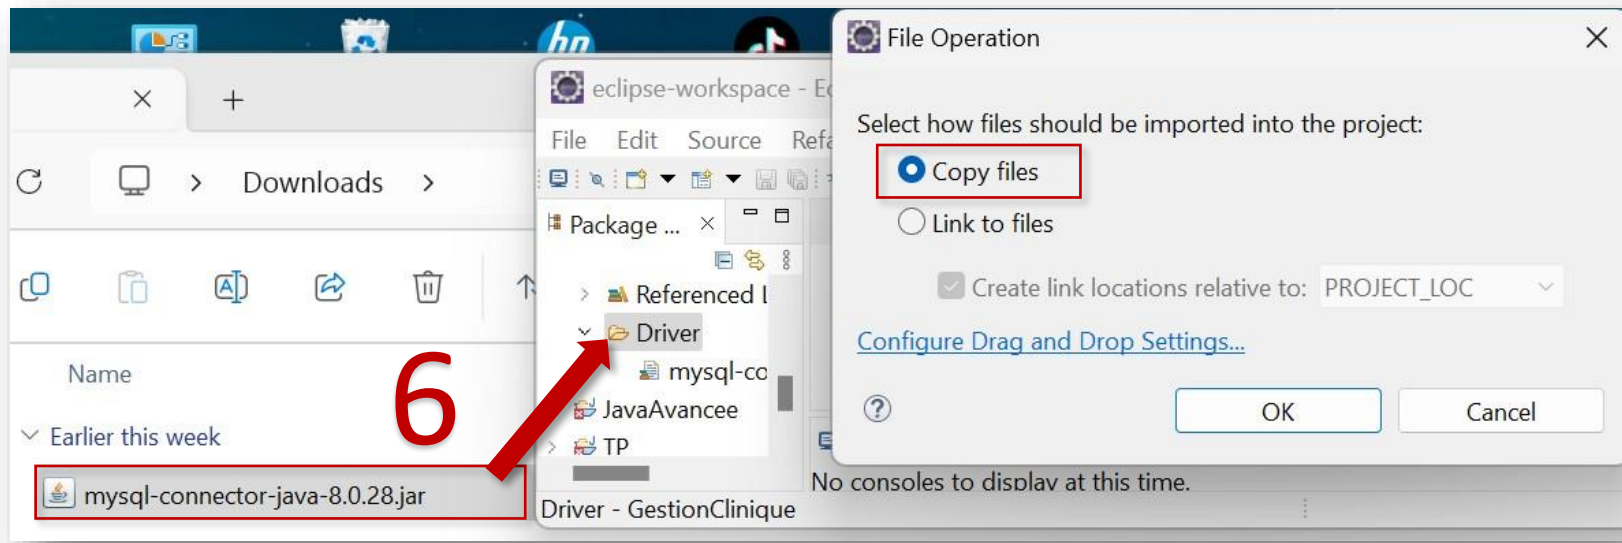 hp
File Operation
eclipse-workspace - Ec
Select how files should be imported into the project:
File Edit Source Refa
Downloads
Copy files
Package ...
Link to files
Create link locations relative to: PROJECT_LOC
Referenced L
Driver
Configure Drag and Drop Settings...
Name
6
mysql-co
JavaAvancee
OK Cancel
Earlier this week
TP
mysql-connector-java-8.0.28.jar
No consoles to display at this time.
Driver - GestionClinique